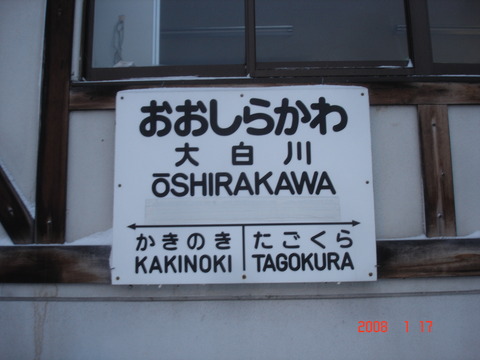 おおしらかわ
大白川
ōSHIRAKAWA
かきのき たごくら
KAKINOKI TAGOKURA
2008 1 17